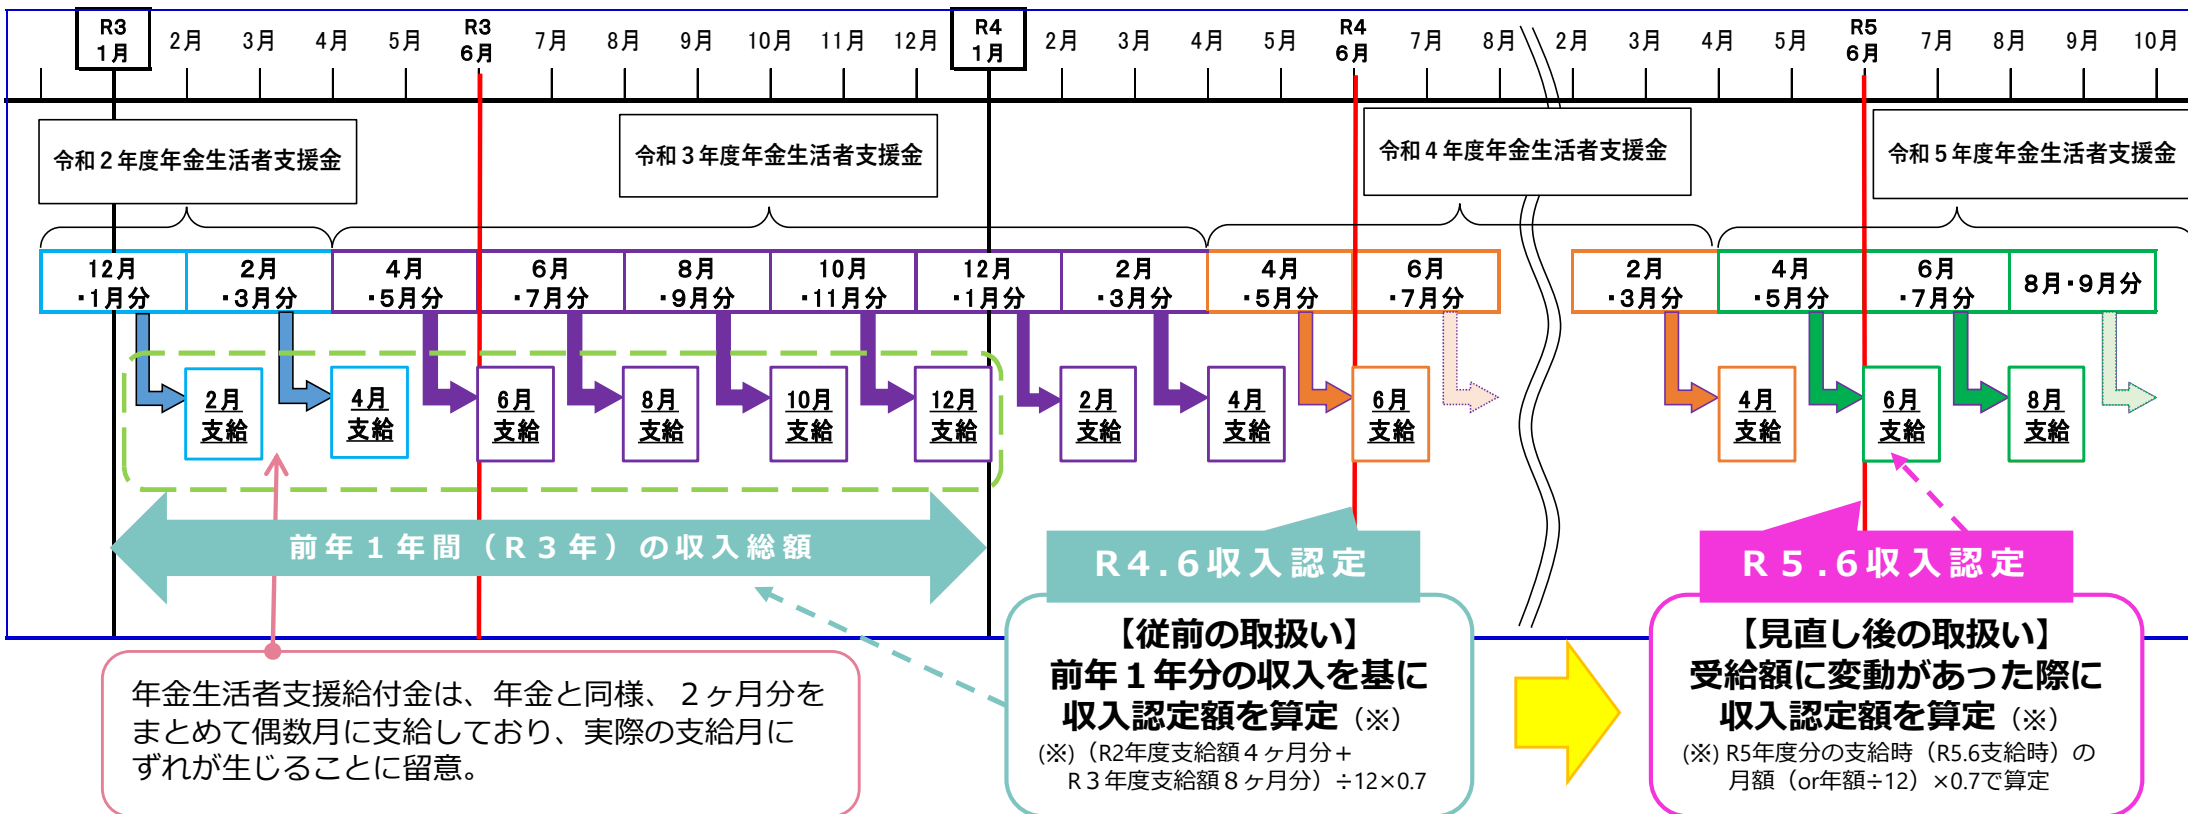 R3
1月
2月
3月
4月
5月
R3
6月
7月
8月
9月
10月
11月
12月
R4
1月
2月
3月
4月
5月
R4
6月
7月
8月
2月
3月
4月
5月
R5
6月
7月
8月
9月
10月
令和２年度年金生活者支援金
令和３年度年金生活者支援金
令和４年度年金生活者支援金
令和５年度年金生活者支援金
12月
・1月分
2月
・3月分
4月
・5月分
6月
・7月分
8月
・9月分
10月
・11月分
12月
・1月分
2月
・3月分
4月
・5月分
6月
・7月分
2月
・3月分
4月
・5月分
6月
・7月分
8月・9月分
2月
支給
4月
支給
6月
支給
8月
支給
10月
支給
12月
支給
2月
支給
4月
支給
6月
支給
4月
支給
6月
支給
8月
支給
前年１年間（Ｒ３年）の収入総額
Ｒ4.6収入認定
Ｒ５.6収入認定
年金生活者支援給付金は、年金と同様、２ヶ月分を
まとめて偶数月に支給しており、実際の支給月に
ずれが生じることに留意。
【従前の取扱い】
前年１年分の収入を基に
収入認定額を算定（※）
(※)（R2年度支給額４ヶ月分＋
Ｒ３年度支給額８ヶ月分）÷12×0.7
【見直し後の取扱い】
受給額に変動があった際に
収入認定額を算定（※）
(※) R5年度分の支給時（R5.6支給時）の
月額（or年額÷12）×0.7で算定